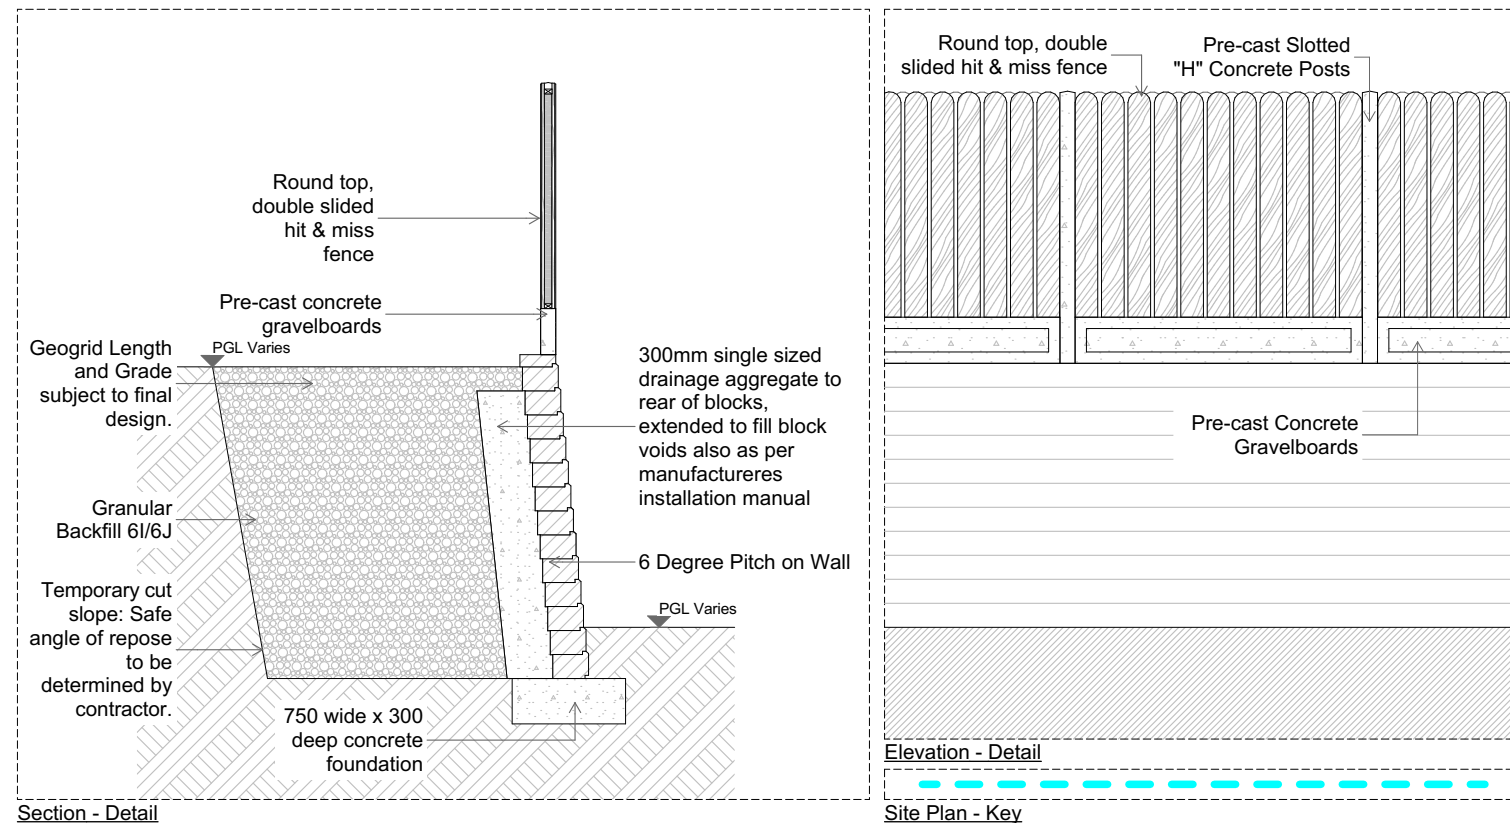 Round top,
double slided
hit & miss
fence
Pre-cast concrete
gravelboards
PGL Varies
Geogrid Length
and Grade
subject to final
design.
Granular
Backfill 6I/6J
Temporary cut
slope: Safe
angle of repose
to be
determined by
contractor.
750 wide x 300
deep concrete
foundation
300mm single sized
drainage aggregate to
rear of blocks,
extended to fill block
voids also as per
manufactureres
installation manual
6 Degree Pitch on Wall
PGL Varies
Section - Detail
Round top, double
slided hit & miss fence
Pre-cast Slotted
"H" Concrete Posts
Pre-cast Concrete
Gravelboards
Elevation - Detail
Site Plan - Key